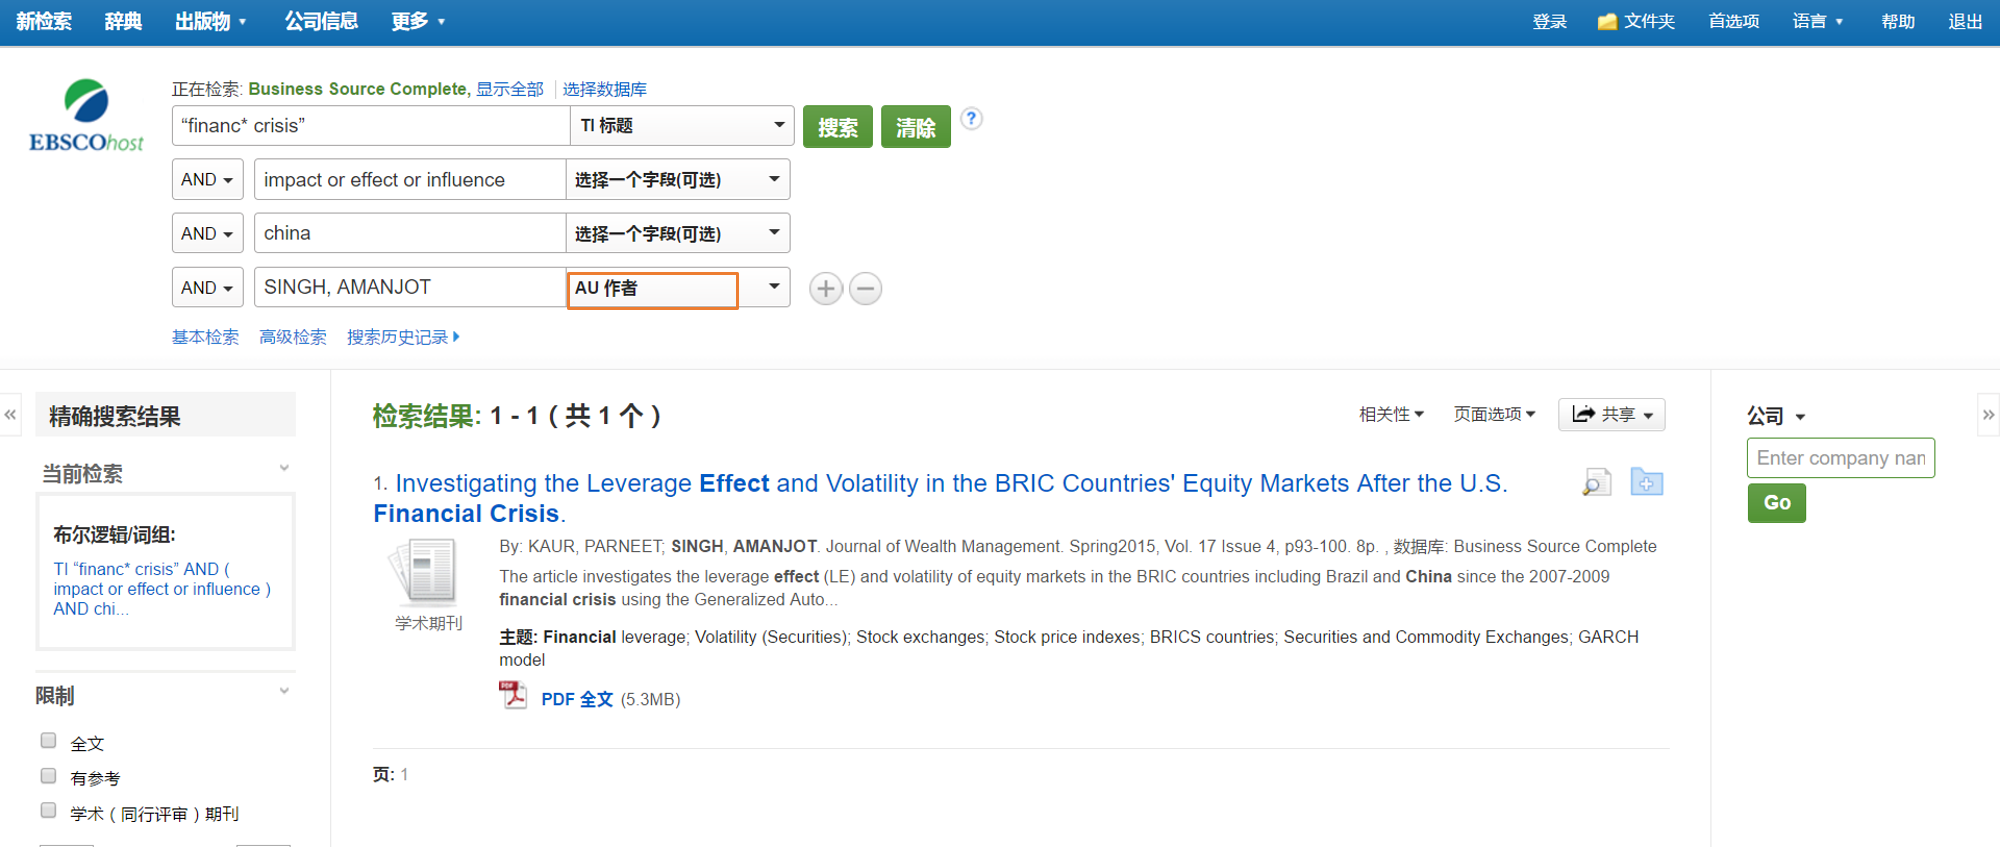 新检索 辞典 出版物 公司信息 更多 登录 文件夹 首选项 语言 帮助 退出
正在检索: Business Source Complete, 显示全部 选择数据库
EBSCOhost
“financ* crisis” TI 标题 搜索 清除 ?
AND impact or effect or influence 选择一个字段(可选)
AND china 选择一个字段(可选)
AND SINGH, AMANJOT AU 作者
基本检索 高级检索 搜索历史记录
精确搜索结果
当前检索
布尔逻辑/词组:
TI “financ* crisis” AND (
impact or effect or influence )
AND chi...
限制
全文
有参考
学术（同行评审）期刊
检索结果: 1 - 1 ( 共 1 个 )
相关性 页面选项 共享
1. Investigating the Leverage Effect and Volatility in the BRIC Countries' Equity Markets After the U.S.
Financial Crisis.
学术期刊
By: KAUR, PARNEET; SINGH, AMANJOT. Journal of Wealth Management. Spring2015, Vol. 17 Issue 4, p93-100. 8p. , 数据库: Business Source Complete
The article investigates the leverage effect (LE) and volatility of equity markets in the BRIC countries including Brazil and China since the 2007-2009
financial crisis using the Generalized Auto...
主题: Financial leverage; Volatility (Securities); Stock exchanges; Stock price indexes; BRICS countries; Securities and Commodity Exchanges; GARCH
model
PDF 全文 (5.3MB)
页: 1
公司
Enter company nan
Go